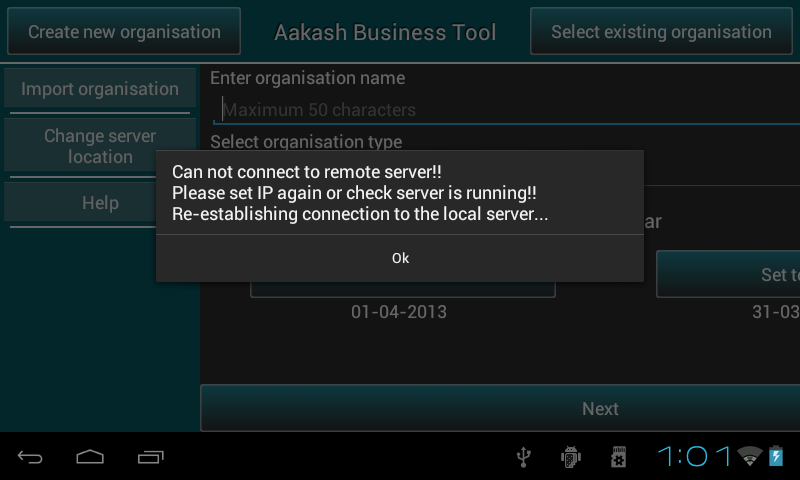 Create new organisation
Aakash Business Tool
Select existing organisation
Import organisation
Change server
location
Help
Enter organisation name
Maximum 50 characters
Select organisation type
Can not connect to remote server!!
Please set IP again or check server is running!!
Re-establishing connection to the local server...
Ok
ar
Set to
01-04-2013
31-03
Next
1:01